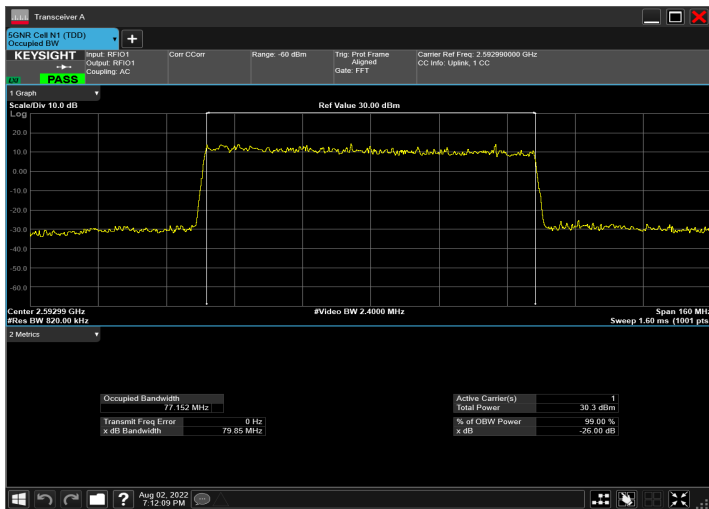 Transceiver A
5GNR Cell N1 (TDD)
Occupied BW
KEYSIGHT
Input: RFIO1
Output: RFIO1
Coupling: AC
Corr CCorr
Range: -60 dBm
Trig: Prot Frame
Aligned
Gate: FFT
Carrier Ref Freq: 2.592990000 GHz
CC Info: Uplink, 1 CC
LXI
PASS
1 Graph
Scale/Div 10.0 dB
Ref Value 30.00 dBm
Log
20.0
10.0
0.00
-10.0
-20.0
-30.0
-40.0
-50.0
-60.0
Center 2.59299 GHz
#Video BW 2.4000 MHz
Span 160 MHz
#Res BW 820.00 kHz
Sweep 1.60 ms (1001 pts
2 Metrics
Occupied Bandwidth
77.152 MHz
Transmit Freq Error 0 Hz
x dB Bandwidth 79.85 MHz
Active Carrier(s) 1
Total Power 30.3 dBm
% of OBW Power 99.00 %
x dB -26.00 dB
Aug 02, 2022
7:12:09 PM